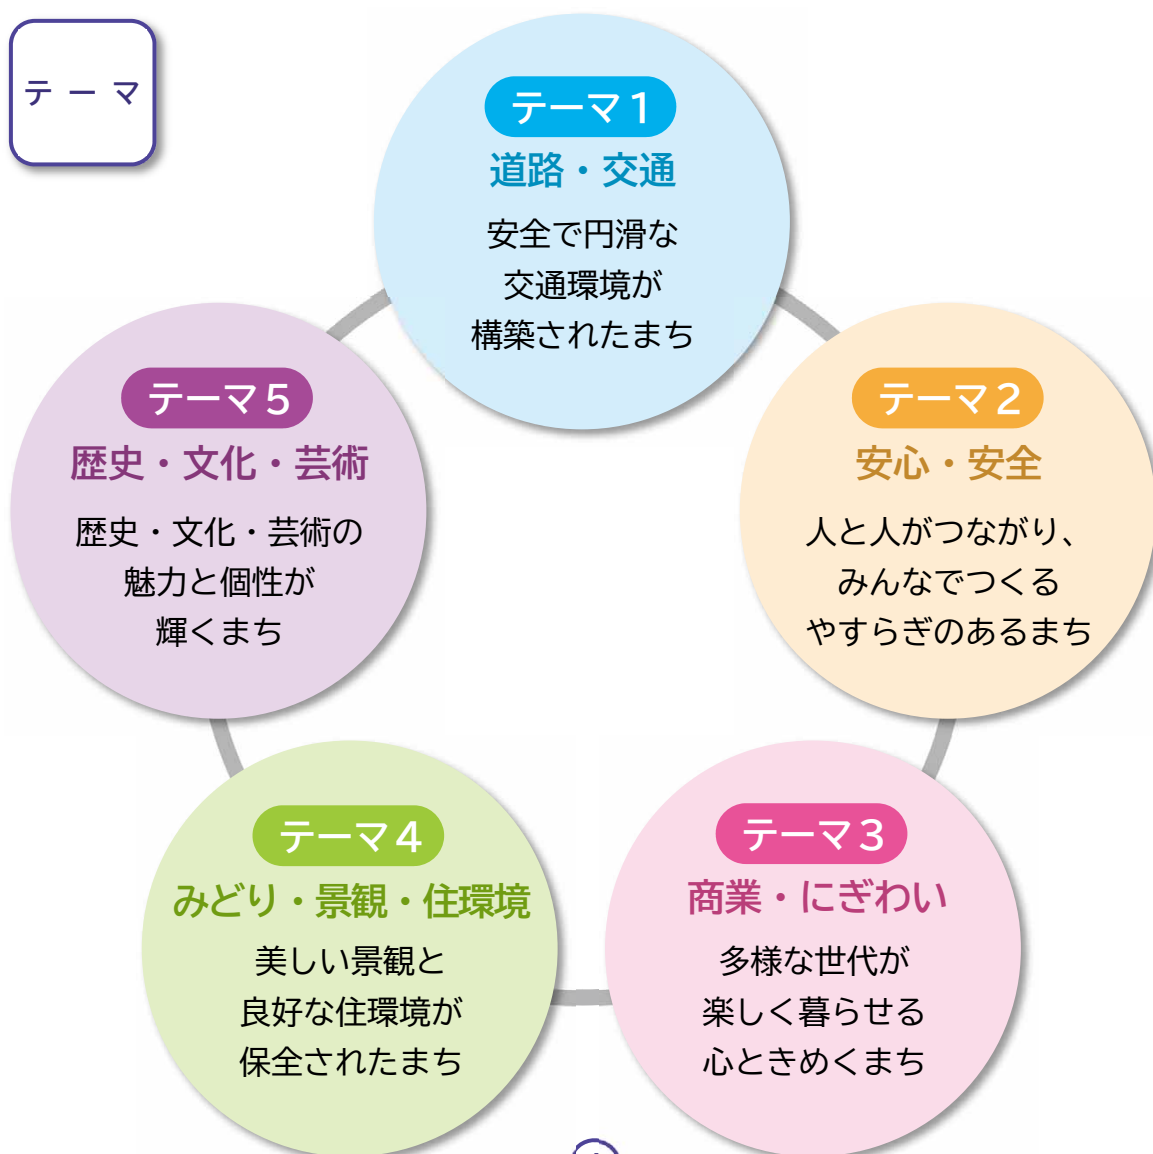 テーマ
テーマ1
道路・交通
安全で円滑な
交通環境が
構築されたまち
テーマ2
安心・安全
人と人がつながり、
みんなでつくる
やすらぎのあるまち
テーマ3
商業・にぎわい
多様な世代が
楽しく暮らせる
心ときめくまち
テーマ4
みどり・景観・住環境
美しい景観と
良好な住環境が
保全されたまち
テーマ5
歴史・文化・芸術
歴史・文化・芸術の
魅力と個性が
輝くまち